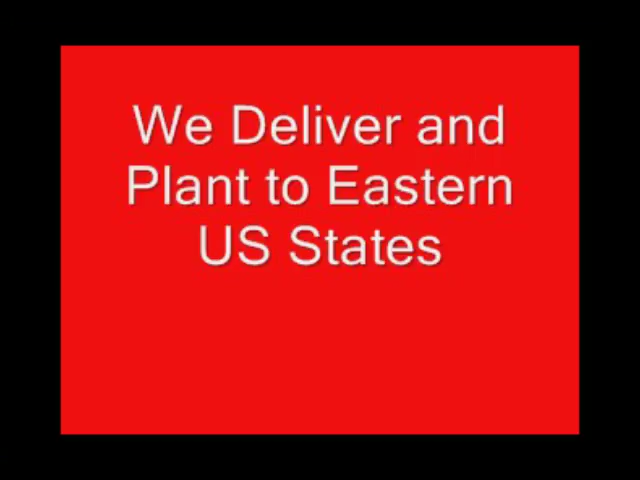 We Deliver and
Plant to Eastern
US States